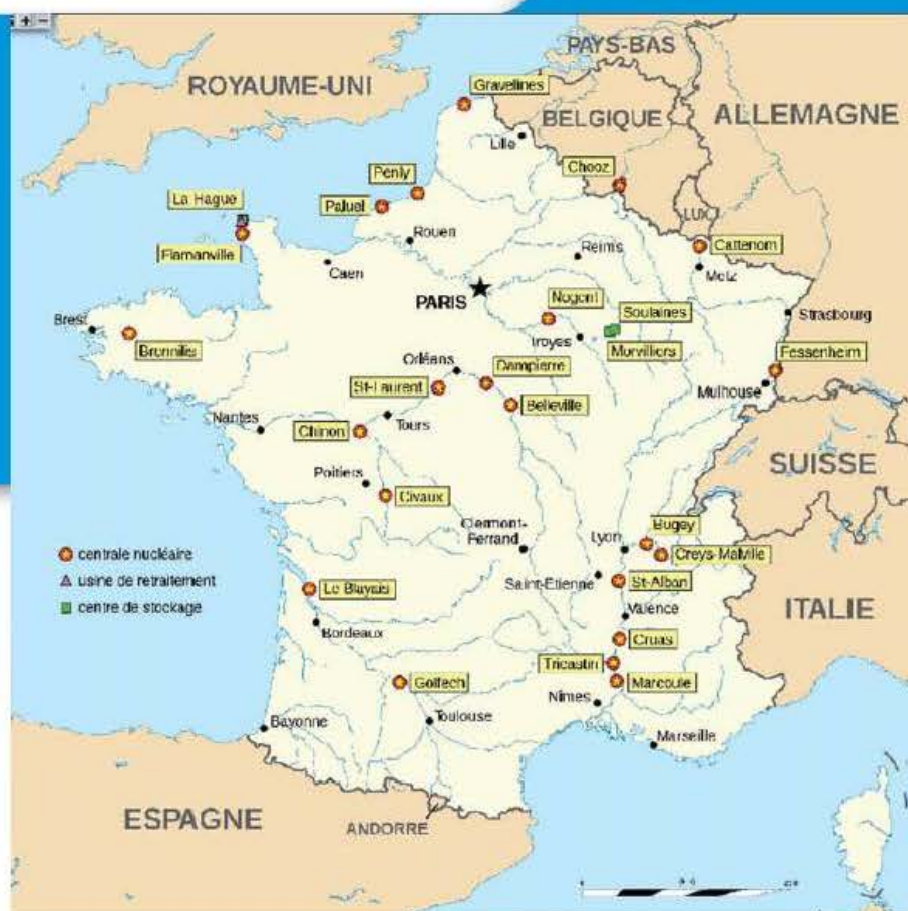 ROYAUME-UNI
PAYS-BAS
Gravelines
BELGIQUE
ALLEMAGNE
Lille
Chooz
Penly
La Hague
Paluel
LUX
Rouen
Cattenom
Flamanville
Reims
Caen
Metz
PARIS
Nogent
Soulaines
Strasbourg
Brest
Troyes
Brennilis
Morvilliers
Fessenheim
Orléans
Dampierre
St-Laurent
Mulhouse
Belleville
Nantes
Tours
Chinon
SUISSE
Poitiers
Civaux
Bugey
Clermont-
Ferrand
Lyon
Creys-Malville
centrale nucléaire
usine de retraitement
centre de stockage
Saint-Étienne
St-Alban
Le Blayais
Valence
ITALIE
Bordeaux
Cruas
Tricastin
Golfech
Marcoule
Nîmes
Bayonne
Toulouse
Marseille
ESPAGNE
ANDORRE